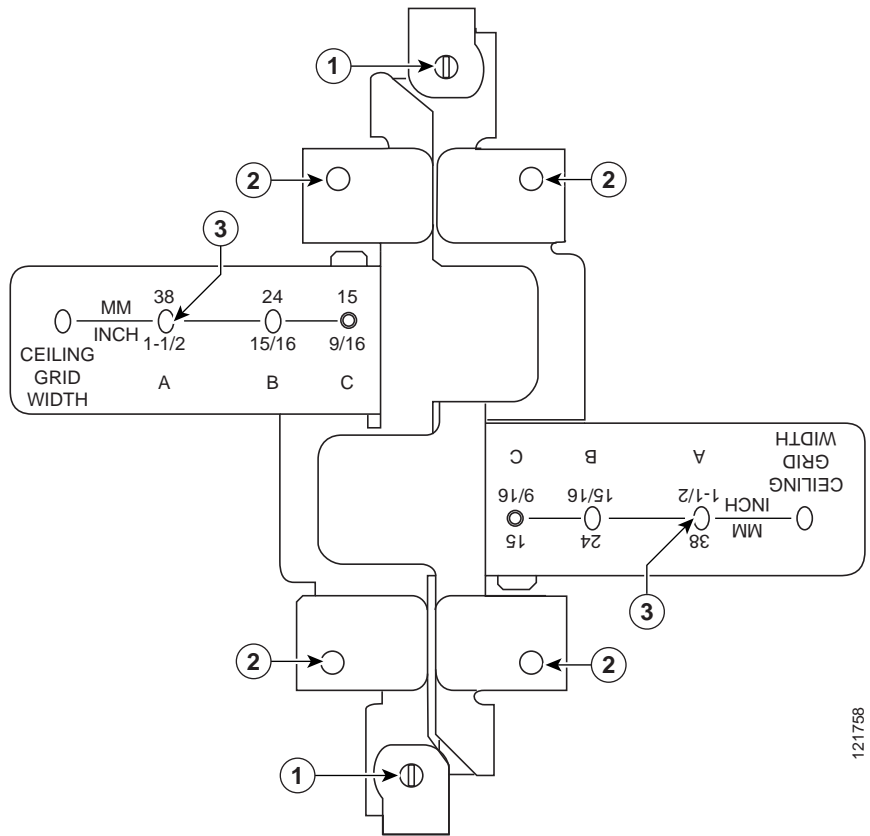 1
2
2
3
38 24 15
MM
INCH
1-1/2 15/16 9/16
CEILING
GRID
WIDTH
A B C
CEILING
GRID
WIDTH
A B C
1-1/2 15/16 9/16
INCH
MM
38 24 15
3
2
2
1
121758